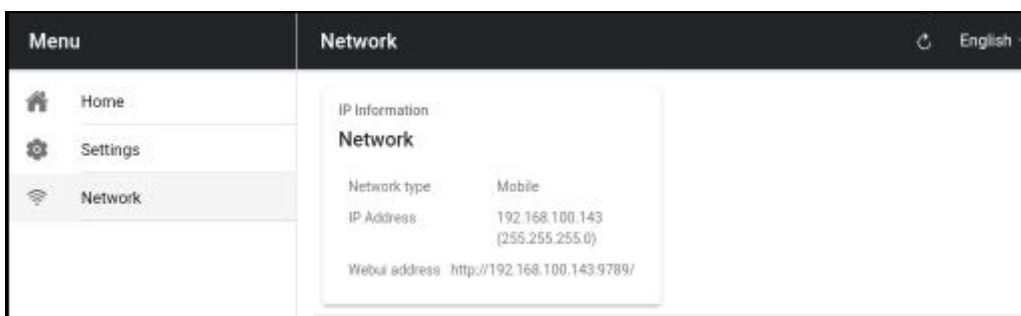 Menu
Network
English
Home
Settings
Network
IP Information
Network
Network type Mobile
IP Address 192.168.100.143
(255.255.255.0)
Webui address http://192.168.100.143:9789/